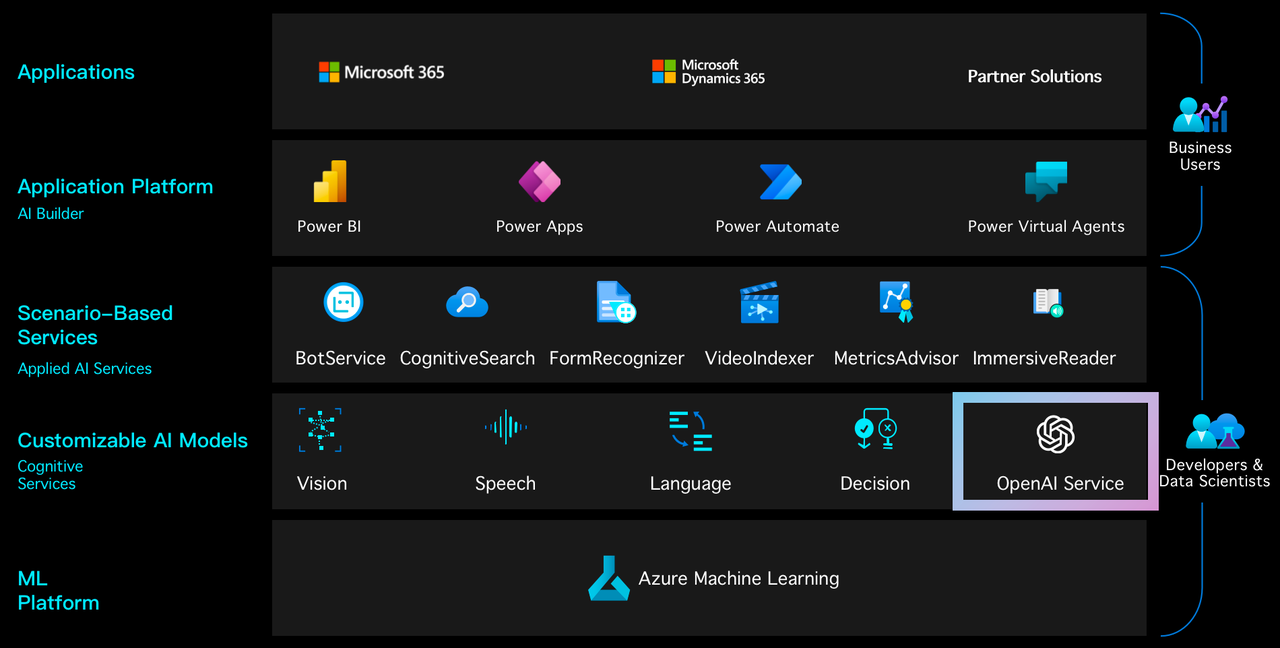 Applications
Microsoft 365
Microsoft
Dynamics 365
Partner Solutions
Business
Users
Application Platform
AI Builder
Power BI
Power Apps
Power Automate
Power Virtual Agents
Scenario-Based
Services
Applied AI Services
BotService
CognitiveSearch
FormRecognizer
VideoIndexer
MetricsAdvisor
ImmersiveReader
Customizable AI Models
Cognitive
Services
Vision
Speech
Language
Decision
OpenAI Service
Developers &
Data Scientists
ML
Platform
Azure Machine Learning